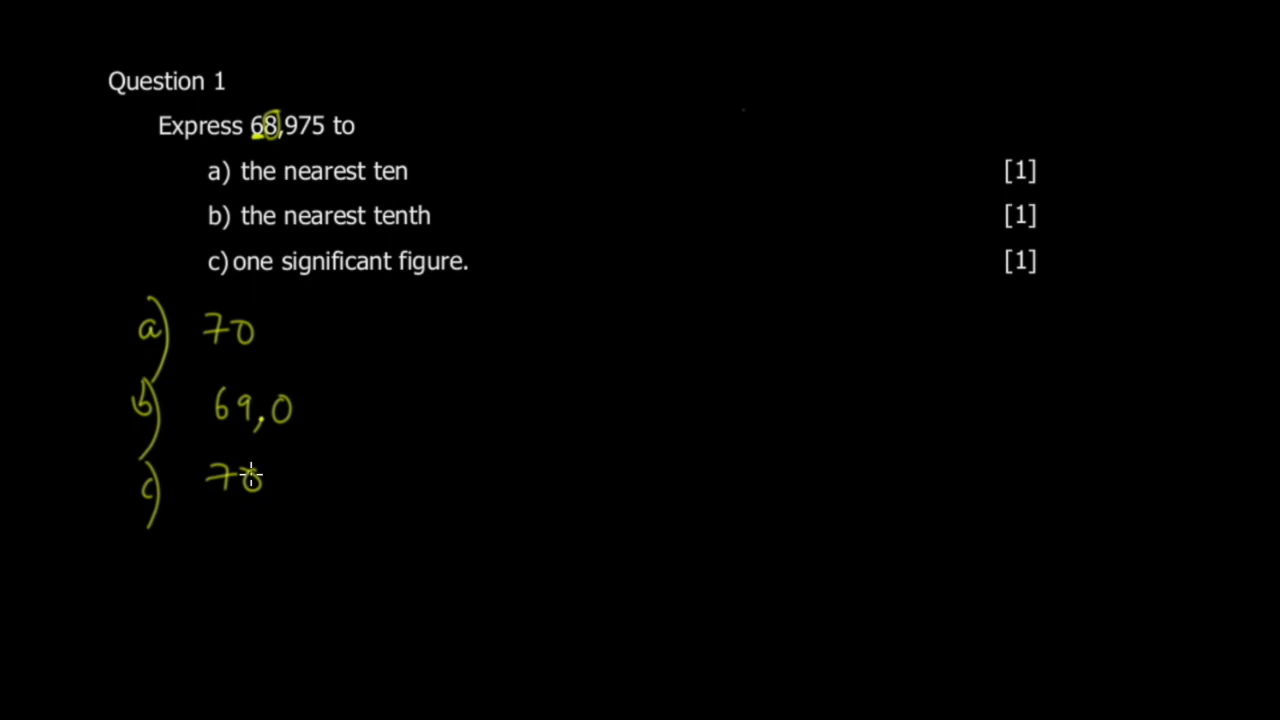 Question 1
Express 68,975 to
a) the nearest ten [1]
b) the nearest tenth [1]
c) one significant figure. [1]
a) 70
b) 69,0
c) 70